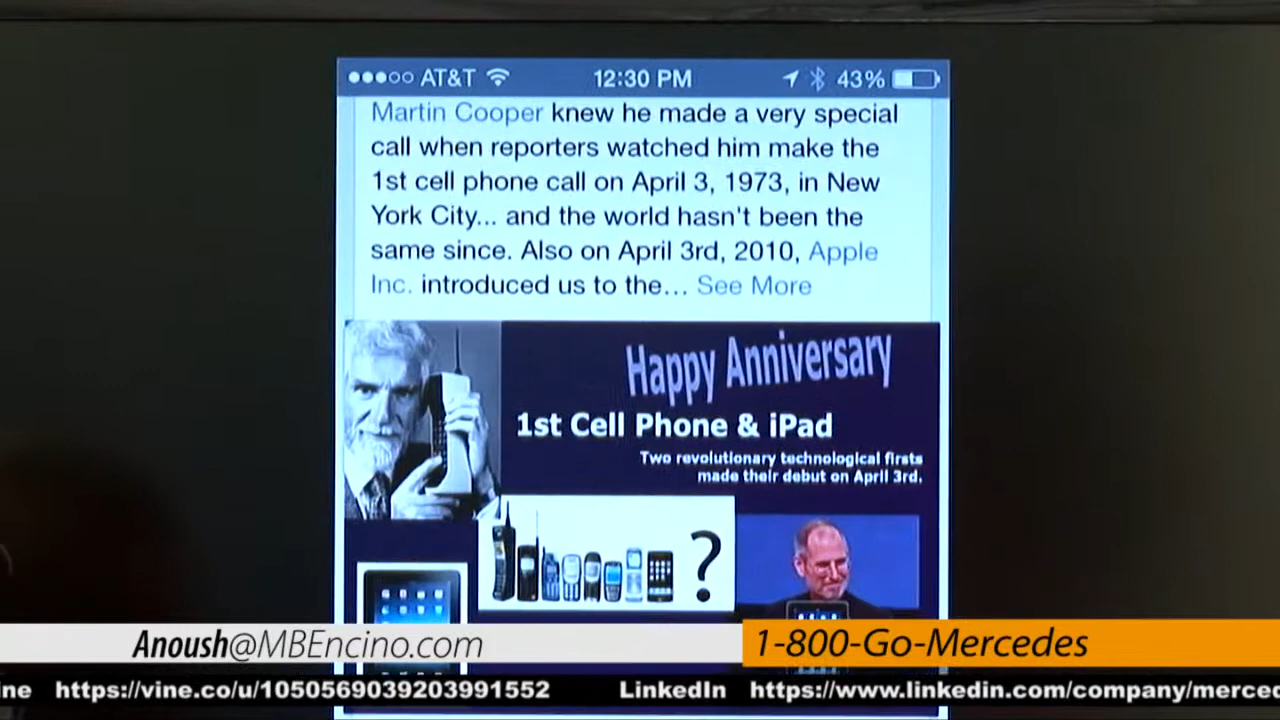 AT&T 12:30 PM 43%
Martin Cooper knew he made a very special
call when reporters watched him make the
1st cell phone call on April 3, 1973, in New
York City... and the world hasn't been the
same since. Also on April 3rd, 2010, Apple
Inc. introduced us to the... See More
Happy Anniversary
1st Cell Phone & iPad
Two revolutionary technological firsts
made their debut on April 3rd.
?
Anoush@MBEncino.com
1-800-Go-Mercedes
ine https://vine.co/u/1050569039203991552 LinkedIn https://www.linkedin.com/company/merced